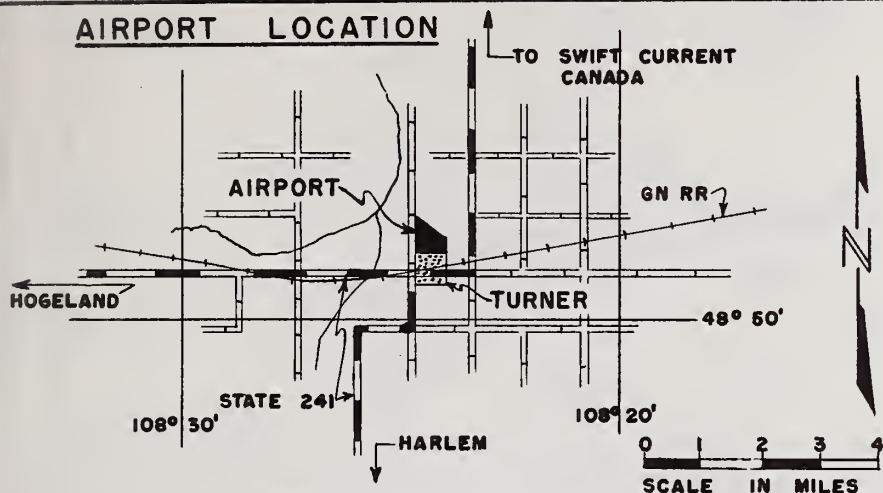 AIRPORT LOCATION
TO SWIFT CURRENT
CANADA
AIRPORT
GN RR
N
HOGELAND
TURNER
48° 50'
STATE 241
108° 30'
108° 20'
HARLEM
0 1 2 3 4
SCALE IN MILES